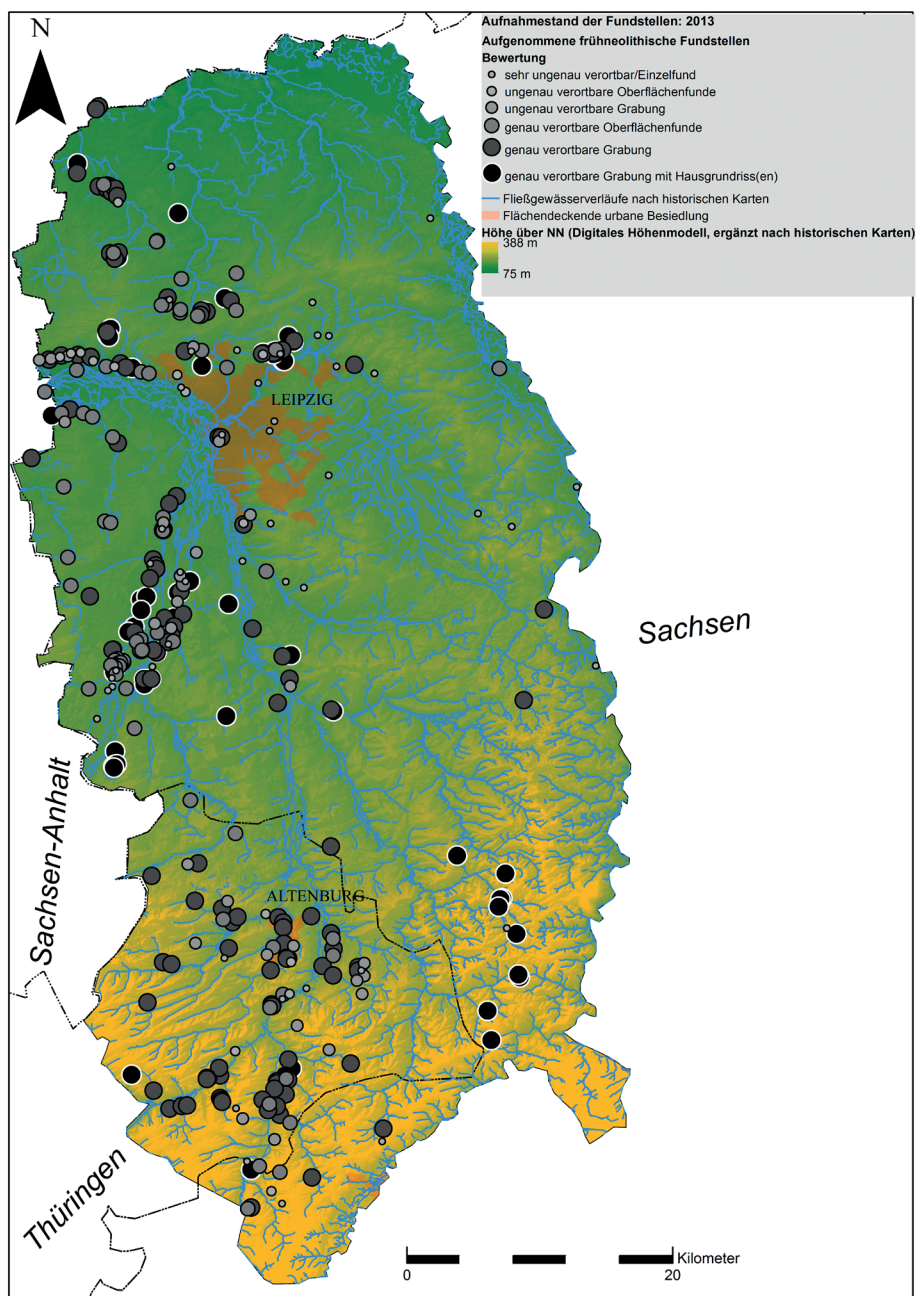 N
Aufnahmestand der Fundstellen: 2013
Aufgenommene frühneolithische Fundstellen
Bewertung
sehr ungenau verortbar/Einzelfund
ungenau verortbare Oberflächenfunde
ungenau verortbare Grabung
genau verortbare Oberflächenfunde
genau verortbare Grabung
genau verortbare Grabung mit Hausgrundriss(en)
Fließgewässerverläufe nach historischen Karten
Flächendeckende urbane Besiedlung
Höhe über NN (Digitales Höhenmodell, ergänzt nach historischen Karten)
388 m
75 m
LEIPZIG
Sachsen
Sachsen-Anhalt
ALTENBURG
Thüringen
Kilometer
0 20